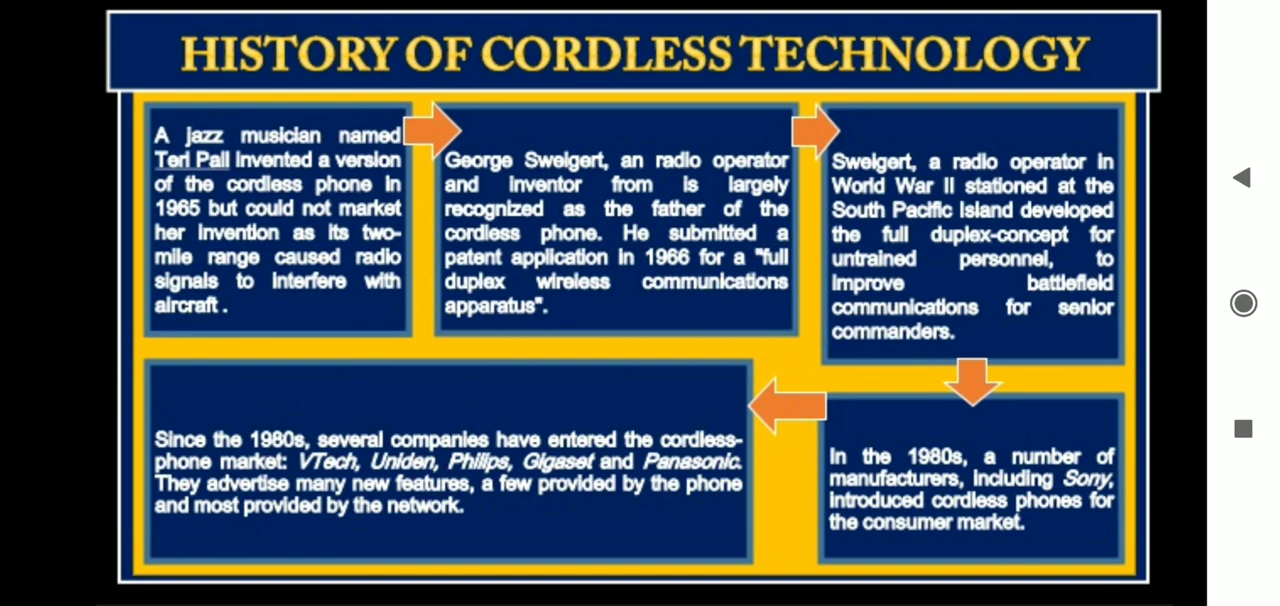 HISTORY OF CORDLESS TECHNOLOGY
A jazz musician named
Teri Pall invented a version
of the cordless phone in
1965 but could not market
her invention as its two-
mile range caused radio
signals to interfere with
aircraft .
George Sweigert, an radio operator
and inventor from is largely
recognized as the father of the
cordless phone. He submitted a
patent application in 1966 for a "full
duplex wireless communications
apparatus".
Sweigert, a radio operator in
World War II stationed at the
South Pacific Island developed
the full duplex-concept for
untrained personnel, to
improve battlefield
communications for senior
commanders.
In the 1980s, a number of
manufacturers, including Sony,
introduced cordless phones for
the consumer market.
Since the 1980s, several companies have entered the cordless-
phone market: VTech, Uniden, Philips, Gigaset and Panasonic.
They advertise many new features, a few provided by the phone
and most provided by the network.